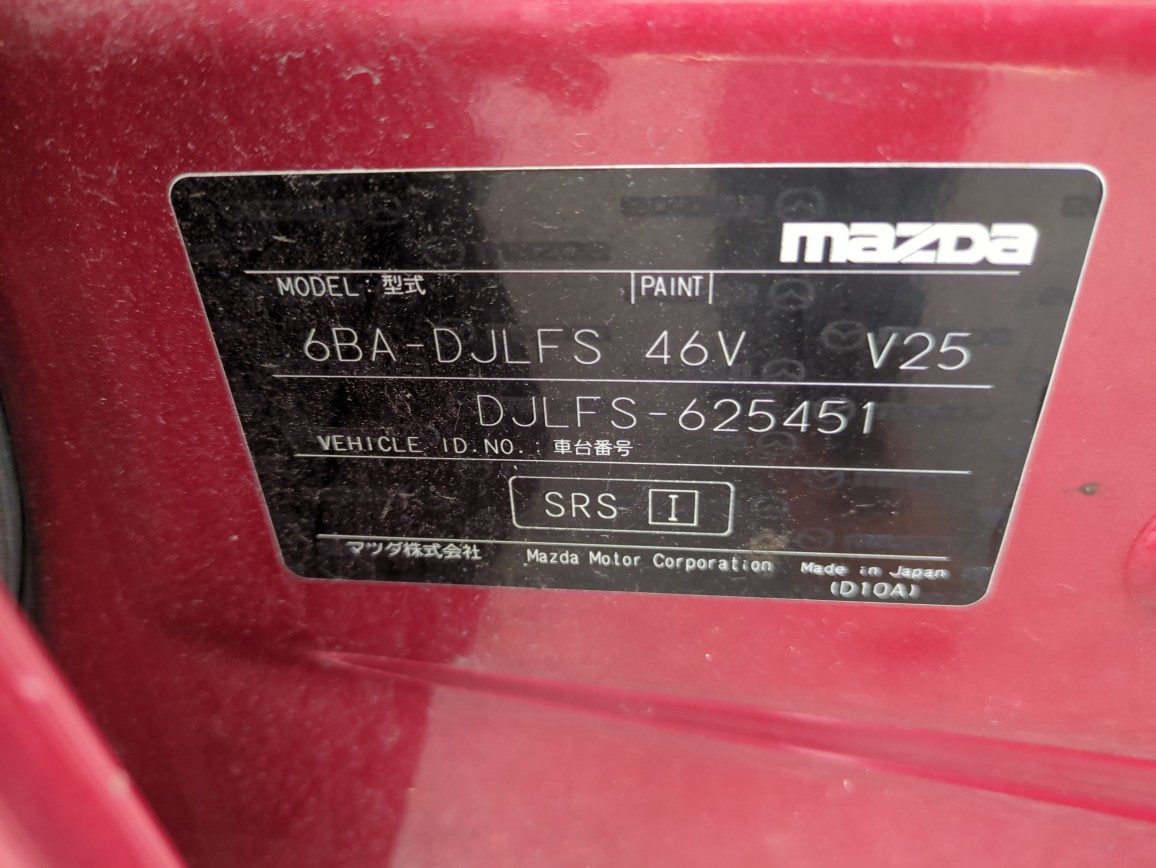 mazda
MODEL : 型式 PAINT
6BA-DJLFS 46V V25
DJLFS-625451
VEHICLE ID.NO. : 車台番号
SRS I
マツダ株式会社 Mazda Motor Corporation Made in Japan
(D10A)